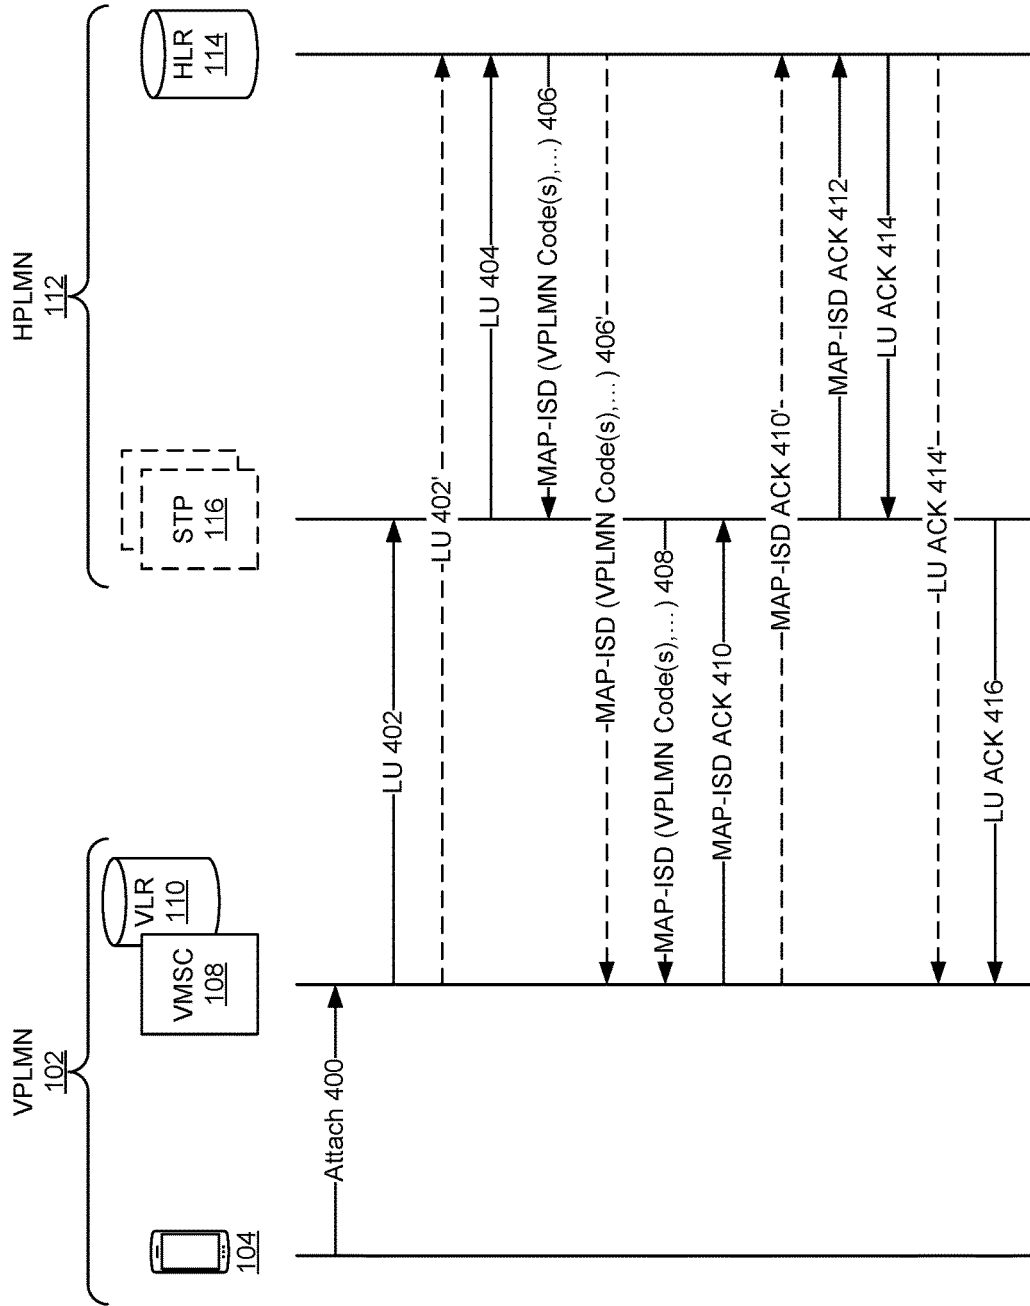 VPLMN
102
HPLMN
112
104
VMSC
108
VLR
110
STP
116
HLR
114
Attach 400
LU 402
LU 402'
LU 404
MAP-ISD (VPLMN Code(s),…) 406
MAP-ISD (VPLMN Code(s),…) 406'
MAP-ISD (VPLMN Code(s),…) 408
MAP-ISD ACK 410
MAP-ISD ACK 410'
MAP-ISD ACK 412
LU ACK 414
LU ACK 414'
LU ACK 416